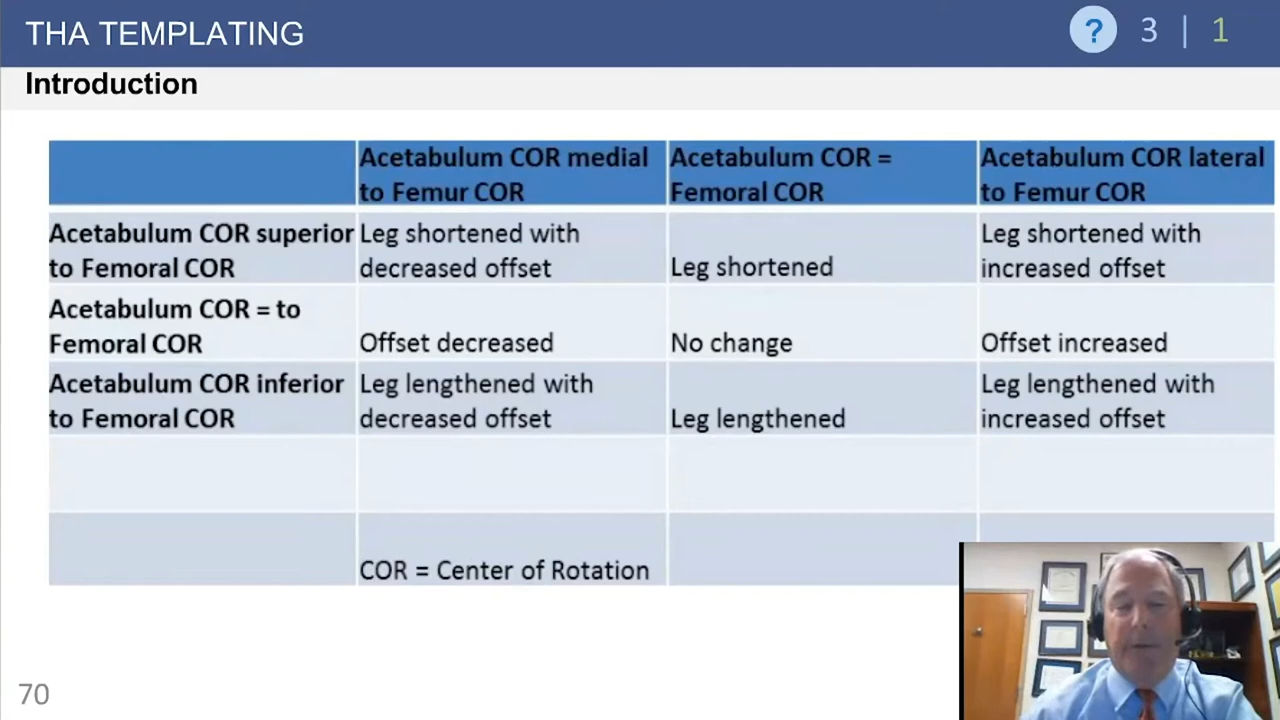 THA TEMPLATING
? 3 | 1
Introduction
Acetabulum COR medial
to Femur COR
Acetabulum COR =
Femoral COR
Acetabulum COR lateral
to Femur COR
Acetabulum COR superior
to Femoral COR
Leg shortened with
decreased offset
Leg shortened
Leg shortened with
increased offset
Acetabulum COR = to
Femoral COR
Offset decreased
No change
Offset increased
Acetabulum COR inferior
to Femoral COR
Leg lengthened with
decreased offset
Leg lengthened
Leg lengthened with
increased offset
COR = Center of Rotation
70